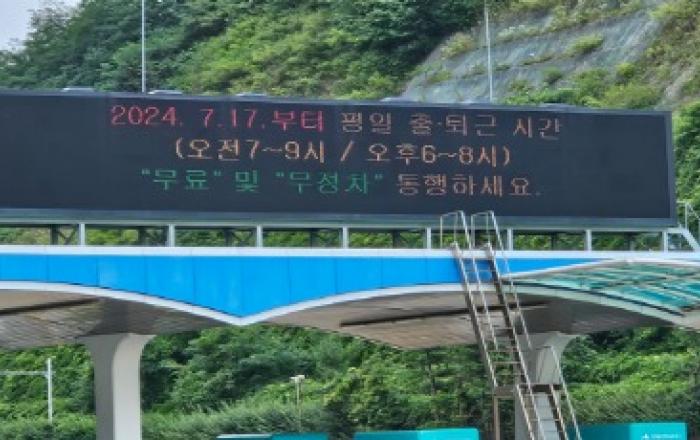 2024. 7.17.부터 평일 출·퇴근 시간
(오전7~9시 / 오후6~8시)
"무료" 및 "무정차" 통행하세요.